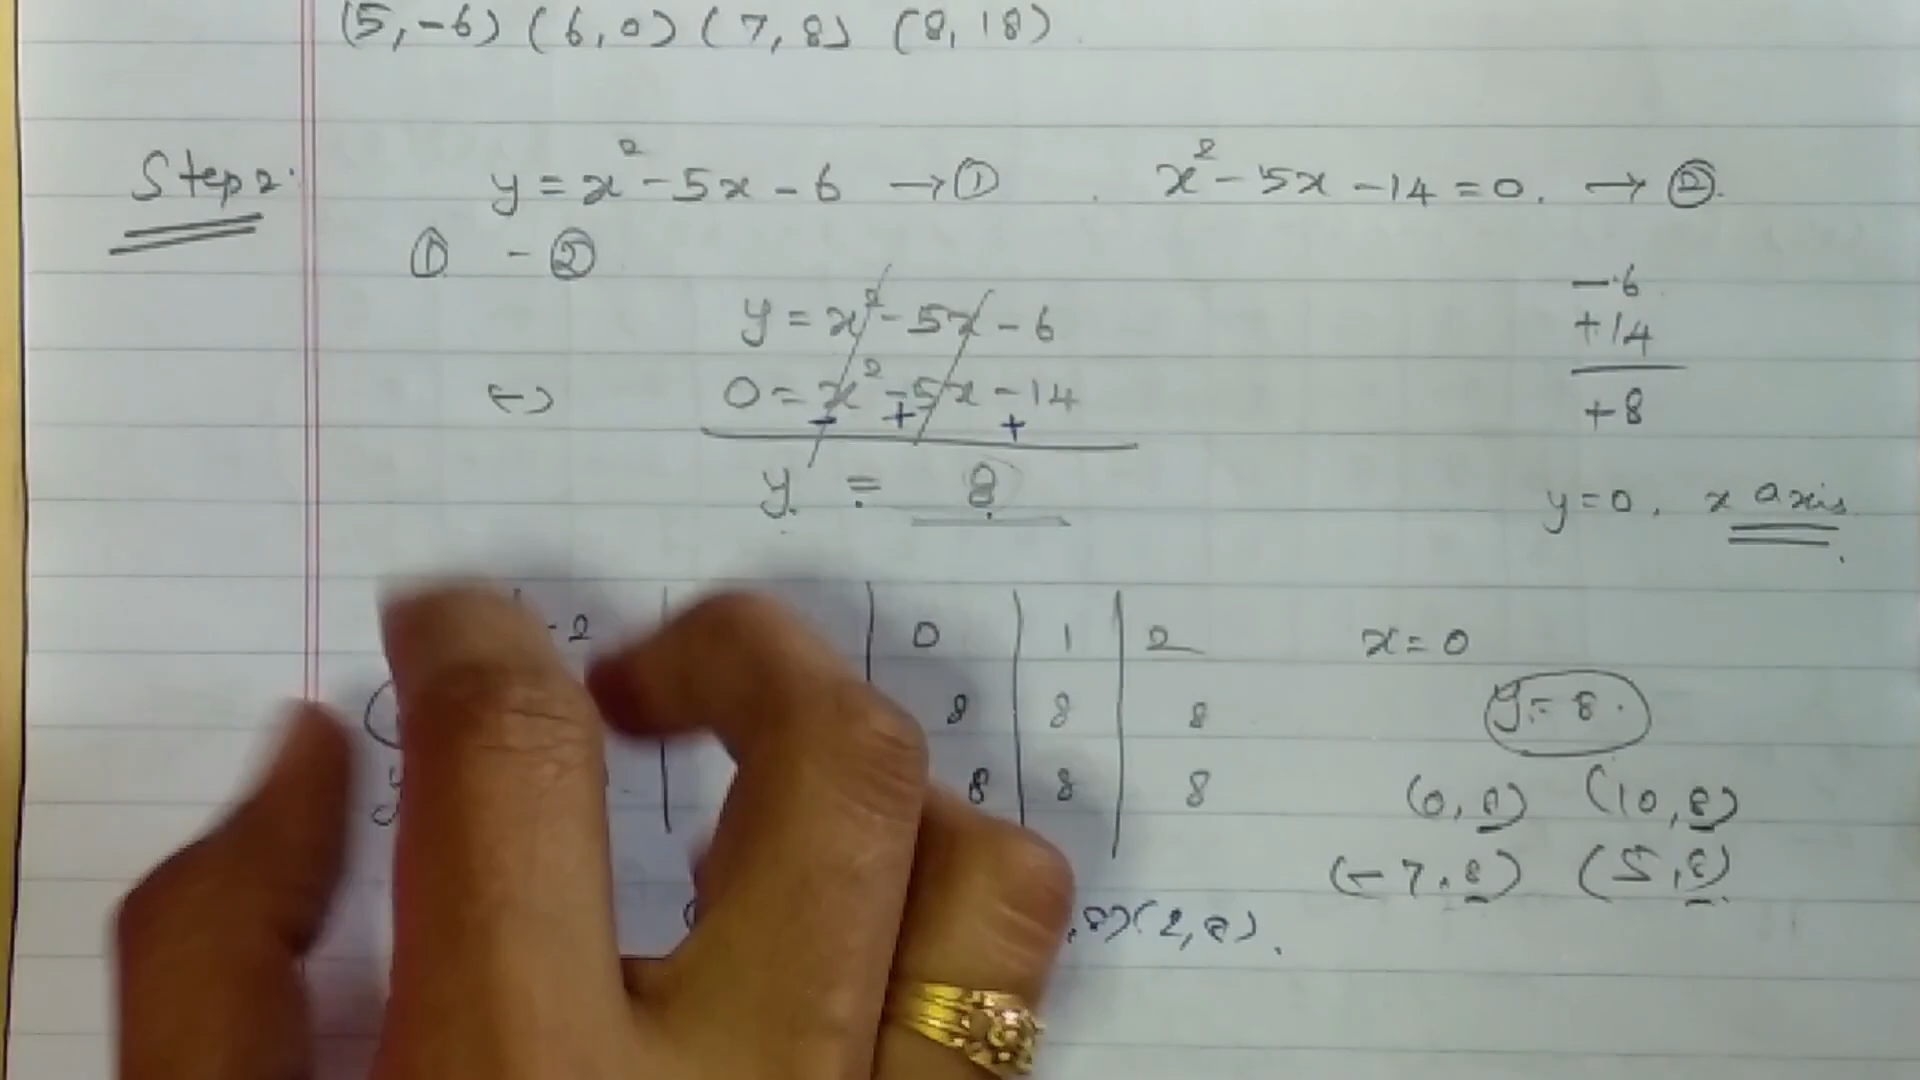 (5,-6) (6,0) (7,8) (8,18)
Step 2.
y = x² - 5x - 6 → ①
x² - 5x - 14 = 0. → ②.
① - ②
y = x² - 5x - 6
(-) 0 = x² - 5x - 14
- + +
y = 8
-6
+14
+8
y = 0, x axis
-2 0 1 2
8 8 8
8 8 8
x = 0
y = 8.
(0,8) (10,8)
(-7,8) (5,8)
,8)(2,8).